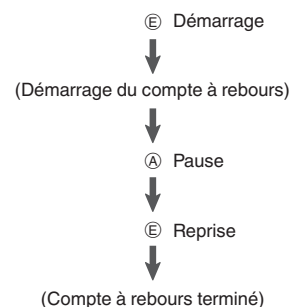 Ⓔ Démarrage
(Démarrage du compte à rebours)
Ⓐ Pause
Ⓔ Reprise
(Compte à rebours terminé)